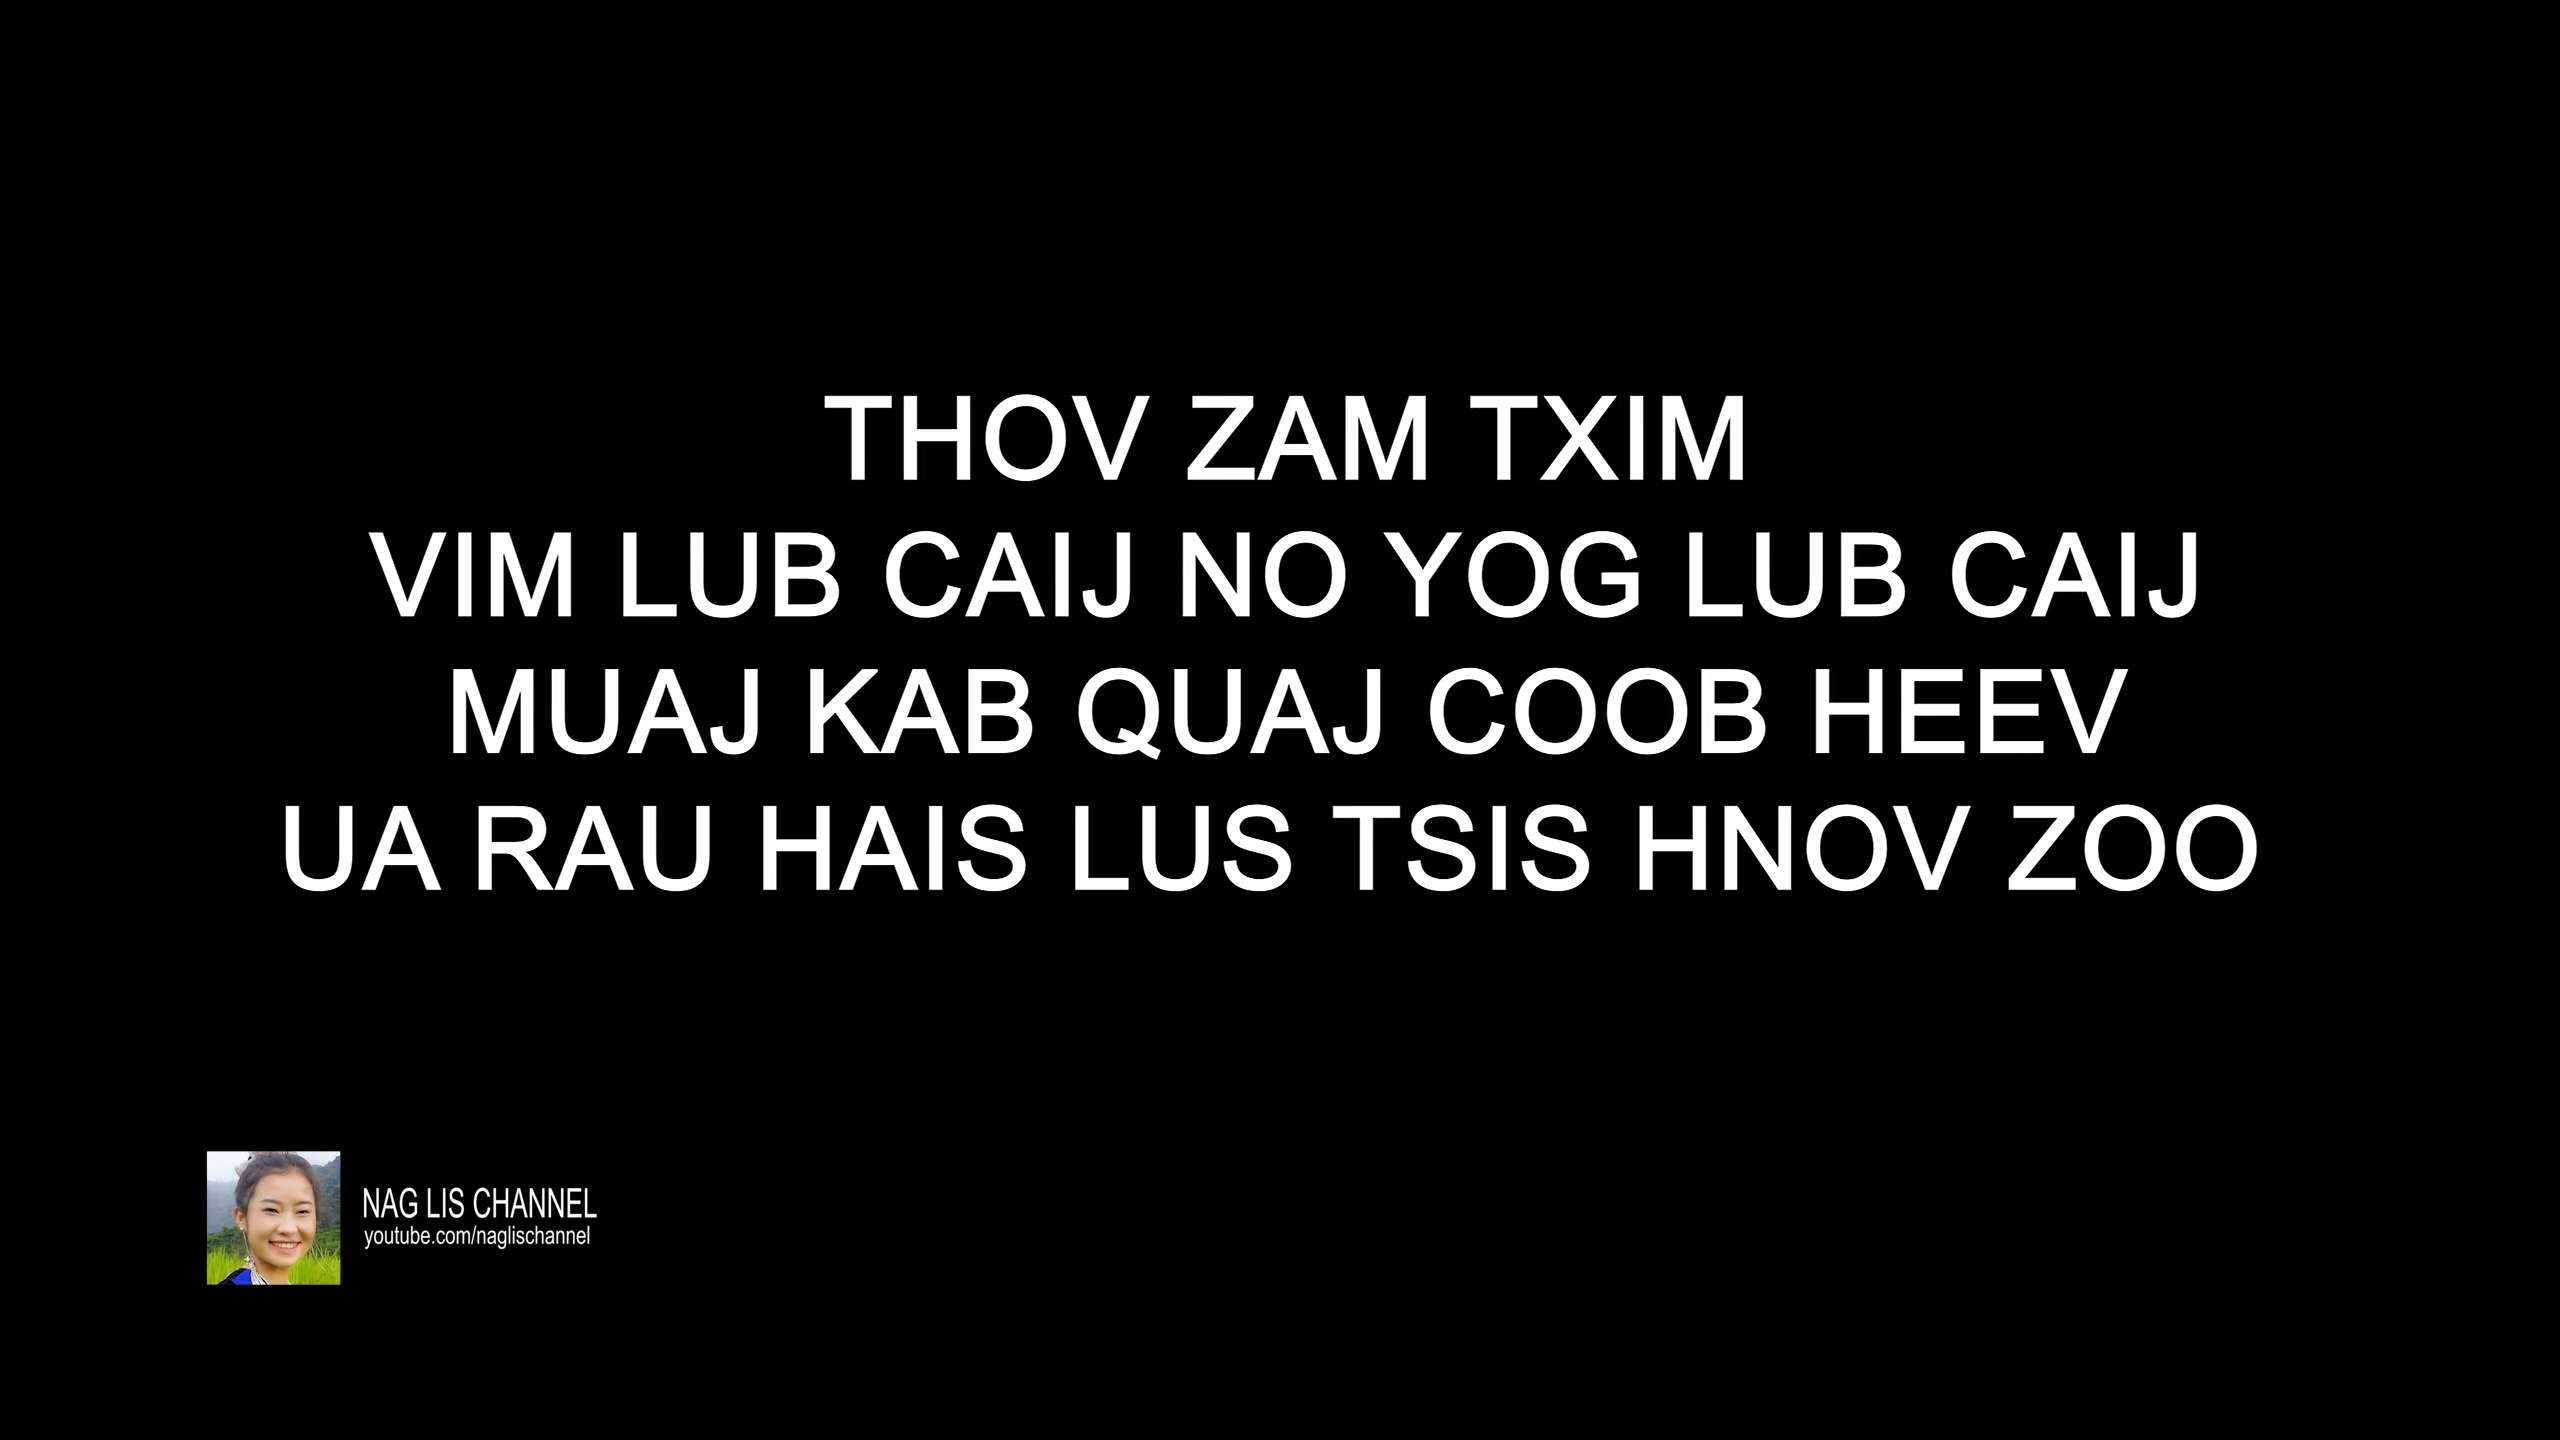 THOV ZAM TXIM
VIM LUB CAIJ NO YOG LUB CAIJ
MUAJ KAB QUAJ COOB HEEV
UA RAU HAIS LUS TSIS HNOV ZOO
NAG LIS CHANNEL
youtube.com/naglischannel